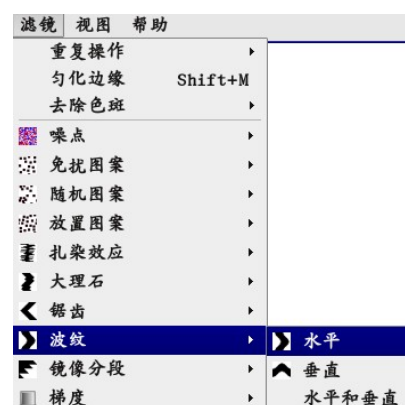 滤镜 视图 帮助
重复操作
匀化边缘 Shift+M
去除色斑
噪点
免扰图案
随机图案
放置图案
扎染效应
大理石
锯齿
波纹
水平
镜像分段
垂直
梯度
水平和垂直